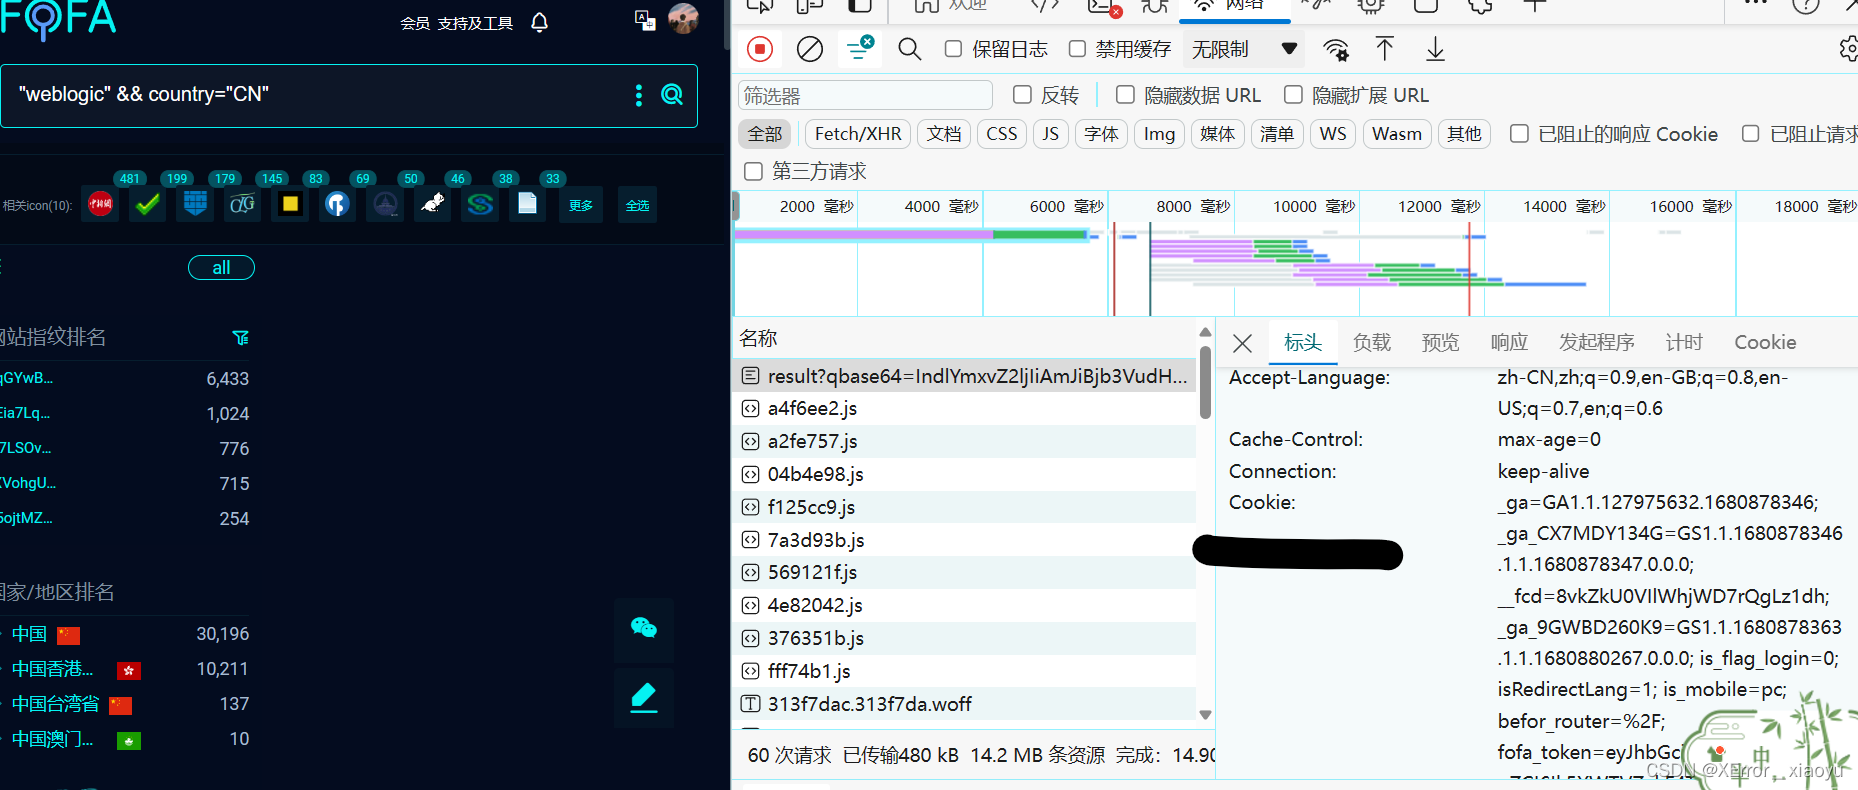 FOFA
会员 支持及工具
"weblogic" && country="CN"
481 199 179 145 83 69 50 46 38 33
相关icon(10):
更多
全选
all
网站指纹排名
qGYwB... 6,433
Eia7Lq... 1,024
7LSOv... 776
XVohgU... 715
5ojtMZ... 254
国家/地区排名
中国 30,196
中国香港... 10,211
中国台湾省 137
中国澳门... 10
欢迎
网络
保留日志 禁用缓存 无限制
筛选器
反转 隐藏数据 URL 隐藏扩展 URL
全部 Fetch/XHR 文档 CSS JS 字体 Img 媒体 清单 WS Wasm 其他 已阻止的响应 Cookie 已阻止请求
第三方请求
2000 毫秒 4000 毫秒 6000 毫秒 8000 毫秒 10000 毫秒 12000 毫秒 14000 毫秒 16000 毫秒 18000 毫秒
名称
result?qbase64=IndlYmxvZ2ljIiAmJiBjb3VudH...
a4f6ee2.js
a2fe757.js
04b4e98.js
f125cc9.js
7a3d93b.js
569121f.js
4e82042.js
376351b.js
fff74b1.js
313f7dac.313f7da.woff
60 次请求 已传输480 kB 14.2 MB 条资源 完成: 14.90
标头 负载 预览 响应 发起程序 计时 Cookie
Accept-Language: zh-CN,zh;q=0.9,en-GB;q=0.8,en-
US;q=0.7,en;q=0.6
Cache-Control: max-age=0
Connection: keep-alive
Cookie: _ga=GA1.1.127975632.1680878346;
_ga_CX7MDY134G=GS1.1.1680878346
.1.1.1680878347.0.0.0;
__fcd=8vkZkU0VIlWhjWD7rQgLz1dh;
_ga_9GWBD260K9=GS1.1.1680878363
.1.1.1680880267.0.0.0; is_flag_login=0;
isRedirectLang=1; is_mobile=pc;
befor_router=%2F;
fofa_token=eyJhbGci
中
CSDN @XError_xiaoyu